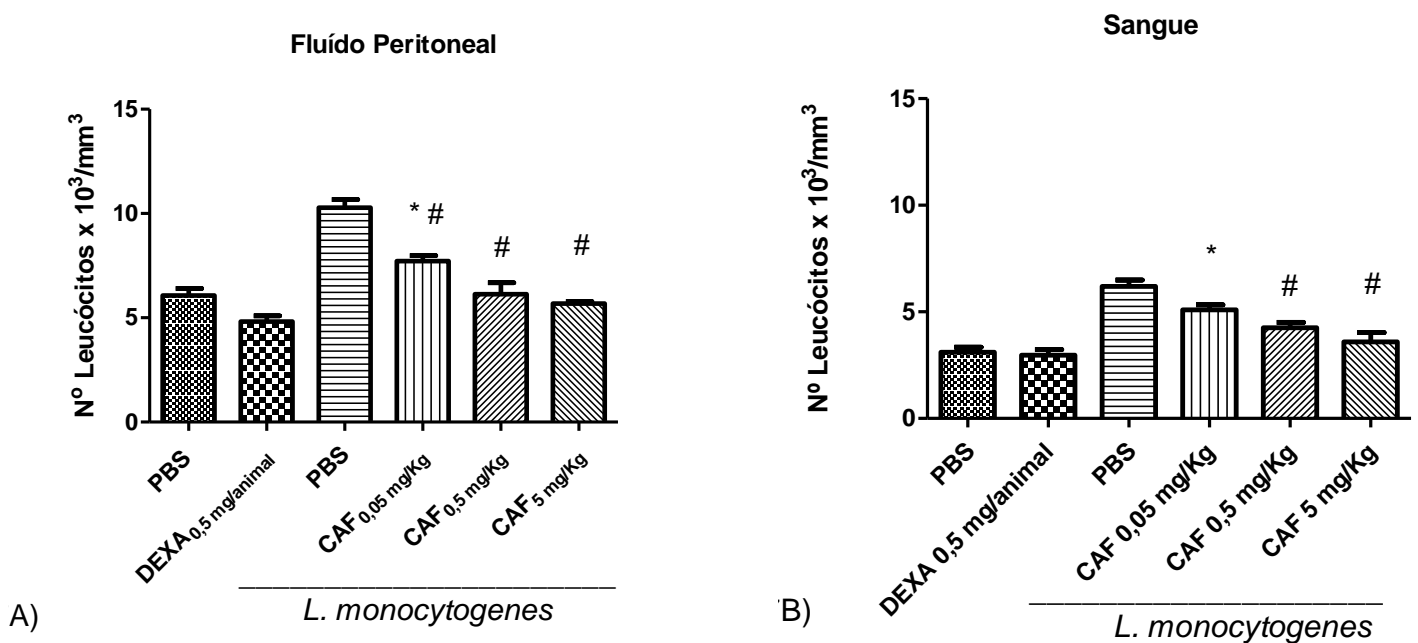 Fluído Peritoneal
Nº Leucócitos x 10³/mm³
15
10
5
0
* #
#
#
PBS
DEXA 0,5 mg/animal
PBS
CAF 0,05 mg/Kg
CAF 0,5 mg/Kg
CAF 5 mg/Kg
L. monocytogenes
A)
Sangue
Nº Leucócitos x 10³/mm³
15
10
5
0
*
#
#
PBS
DEXA 0,5 mg/animal
PBS
CAF 0,05 mg/Kg
CAF 0,5 mg/Kg
CAF 5 mg/Kg
L. monocytogenes
B)